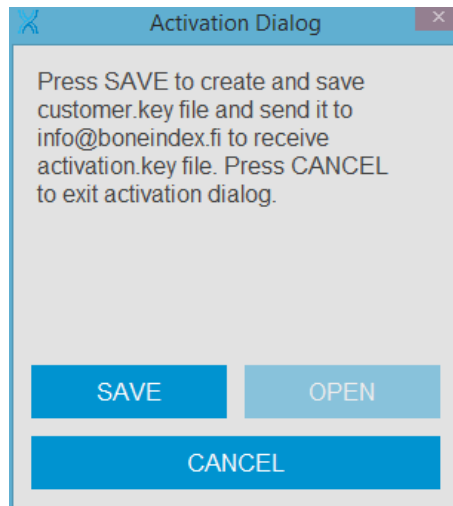 Activation Dialog
Press SAVE to create and save
customer.key file and send it to
info@boneindex.fi to receive
activation.key file. Press CANCEL
to exit activation dialog.
SAVE
OPEN
CANCEL